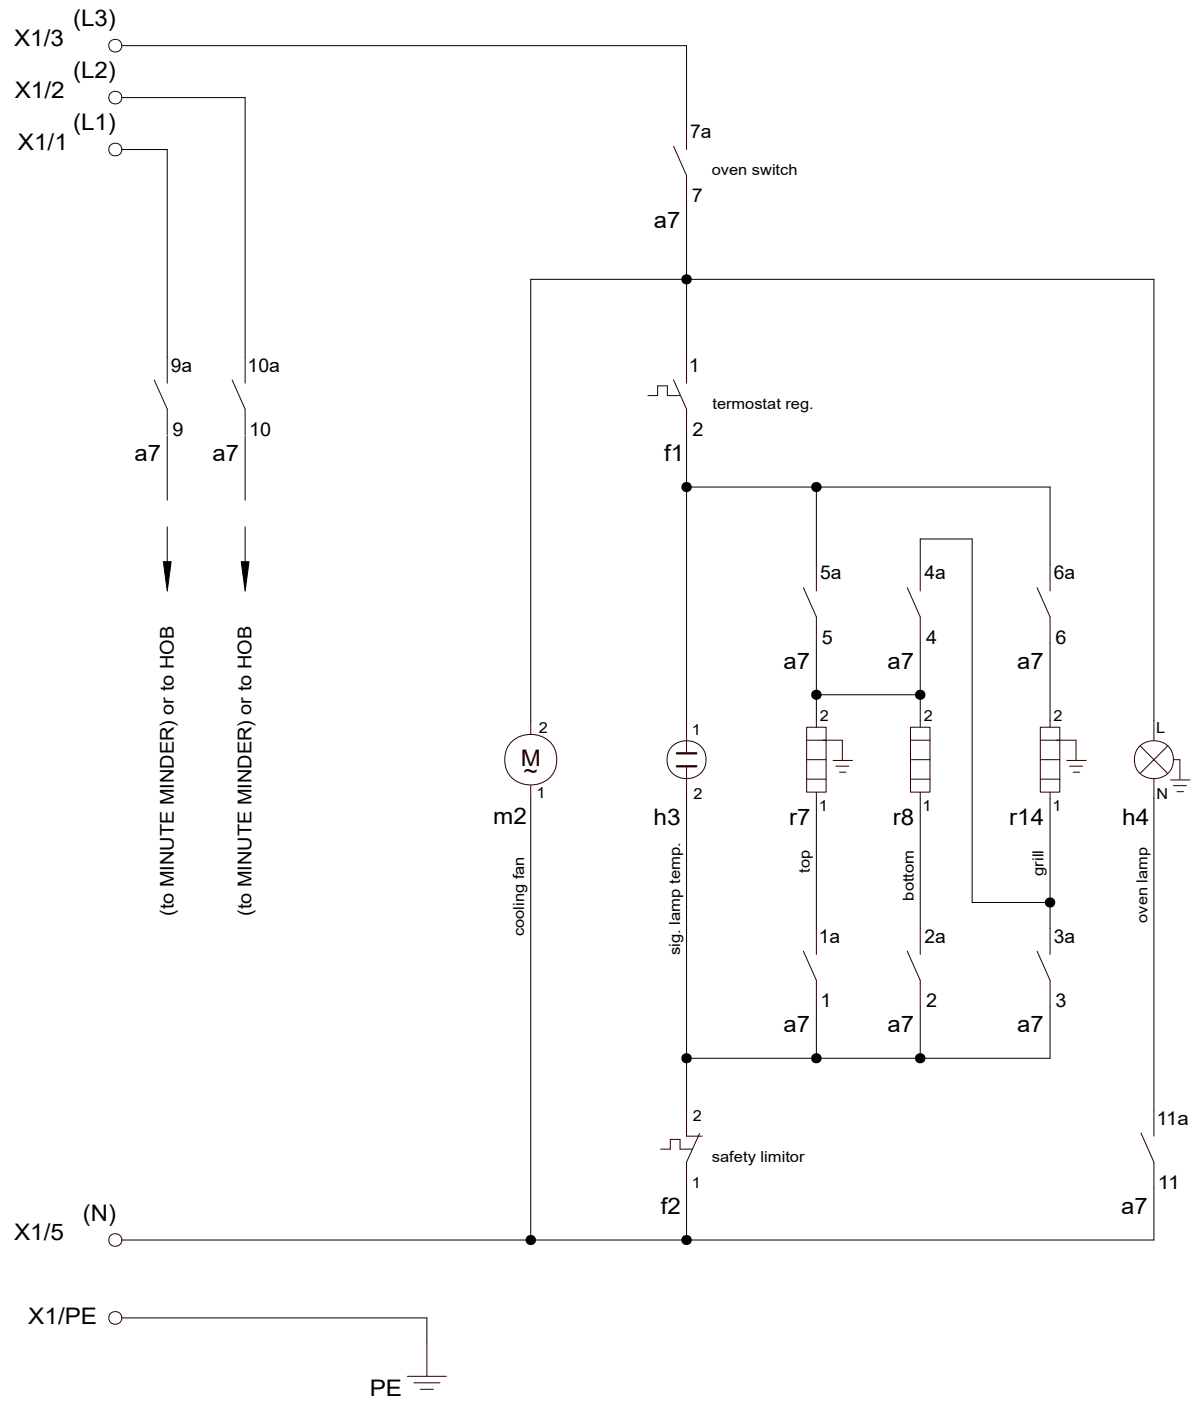 (L3)
X1/3
(L2)
X1/2
(L1)
X1/1
7a
oven switch
7
a7
9a
10a
1
termostat reg.
9
10
2
a7
a7
f1
5a
4a
6a
5
4
6
a7
a7
a7
(to MINUTE MINDER) or to HOB
(to MINUTE MINDER) or to HOB
2
1
2
2
2
L
M
~
1
2
1
1
1
N
m2
h3
r7
r8
r14
h4
cooling fan
sig. lamp temp.
top
bottom
grill
oven lamp
1a
2a
3a
1
2
3
a7
a7
a7
2
11a
safety limitor
1
11
f2
a7
(N)
X1/5
X1/PE
PE